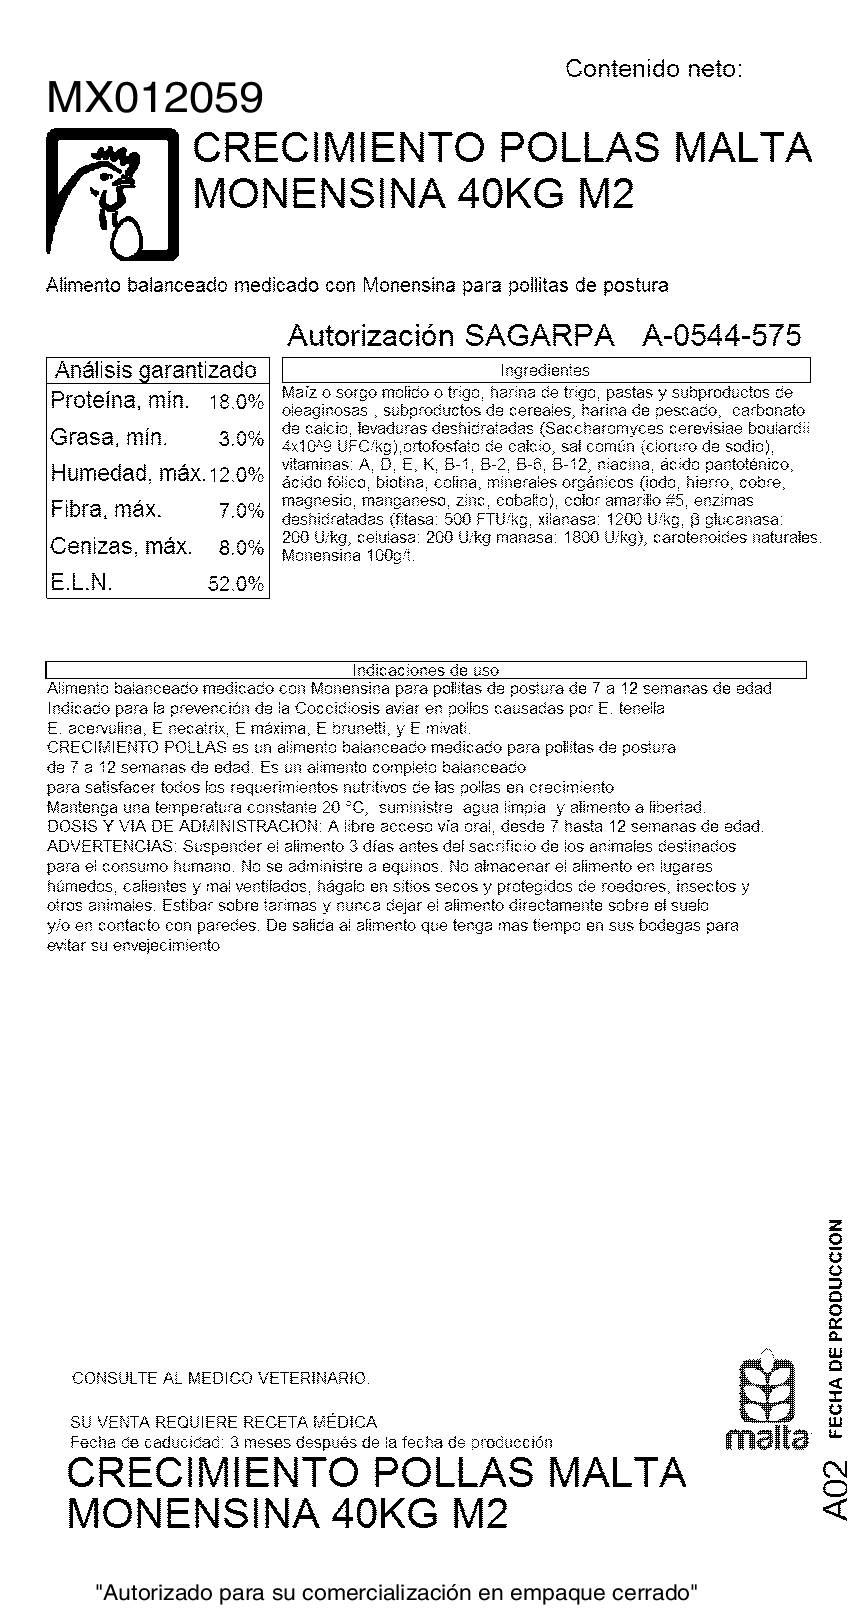 Contenido neto:
MX012059
CRECIMIENTO POLLAS MALTA
MONENSINA 40KG M2
Alimento balanceado medicado con Monensina para pollitas de postura
Autorización SAGARPA A-0544-575
Análisis garantizado
Proteína, mín. 18.0%
Grasa, mín. 3.0%
Humedad, máx. 12.0%
Fibra, máx. 7.0%
Cenizas, máx. 8.0%
E.L.N. 52.0%
Ingredientes
Maíz o sorgo molido o trigo, harina de trigo, pastas y subproductos de
oleaginosas , subproductos de cereales, harina de pescado, carbonato
de calcio, levaduras deshidratadas (Saccharomyces cerevisiae boulardii
4x10^9 UFC/kg),ortofosfato de calcio, sal común (cloruro de sodio),
vitaminas: A, D, E, K, B-1, B-2, B-6, B-12, niacina, ácido pantoténico,
ácido fólico, biotina, colina, minerales orgánicos (iodo, hierro, cobre,
magnesio, manganeso, zinc, cobalto), color amarillo #5, enzimas
deshidratadas (fitasa: 500 FTU/kg, xilanasa: 1200 U/kg, β glucanasa:
200 U/kg, celulasa: 200 U/kg manasa: 1800 U/kg), carotenoides naturales.
Monensina 100g/t.
Indicaciones de uso
Alimento balanceado medicado con Monensina para pollitas de postura de 7 a 12 semanas de edad
Indicado para la prevención de la Coccidiosis aviar en pollos causadas por E. tenella
E. acervulina, E necatrix, E máxima, E brunetti, y E mivati.
CRECIMIENTO POLLAS es un alimento balanceado medicado para pollitas de postura
de 7 a 12 semanas de edad. Es un alimento completo balanceado
para satisfacer todos los requerimientos nutritivos de las pollas en crecimiento
Mantenga una temperatura constante 20 °C, suministre agua limpia y alimento a libertad.
DOSIS Y VIA DE ADMINISTRACION: A libre acceso vía oral, desde 7 hasta 12 semanas de edad.
ADVERTENCIAS: Suspender el alimento 3 días antes del sacrificio de los animales destinados
para el consumo humano. No se administre a equinos. No almacenar el alimento en lugares
húmedos, calientes y mal ventilados, hágalo en sitios secos y protegidos de roedores, insectos y
otros animales. Estibar sobre tarimas y nunca dejar el alimento directamente sobre el suelo
y/o en contacto con paredes. De salida al alimento que tenga mas tiempo en sus bodegas para
evitar su envejecimiento
FECHA DE PRODUCCION
A02
CONSULTE AL MEDICO VETERINARIO.
malta
SU VENTA REQUIERE RECETA MÉDICA
Fecha de caducidad: 3 meses después de la fecha de producción
CRECIMIENTO POLLAS MALTA
MONENSINA 40KG M2
"Autorizado para su comercialización en empaque cerrado"